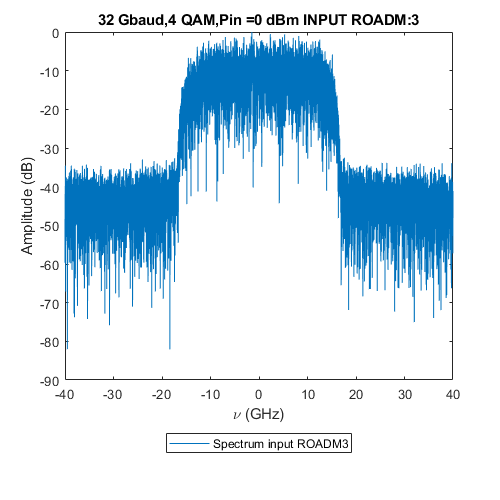 32 Gbaud,4 QAM,Pin =0 dBm INPUT ROADM:3
0
-10
-20
-30
-40
-50
-60
-70
-80
-90
Amplitude (dB)
-40 -30 -20 -10 0 10 20 30 40
ν (GHz)
Spectrum input ROADM3